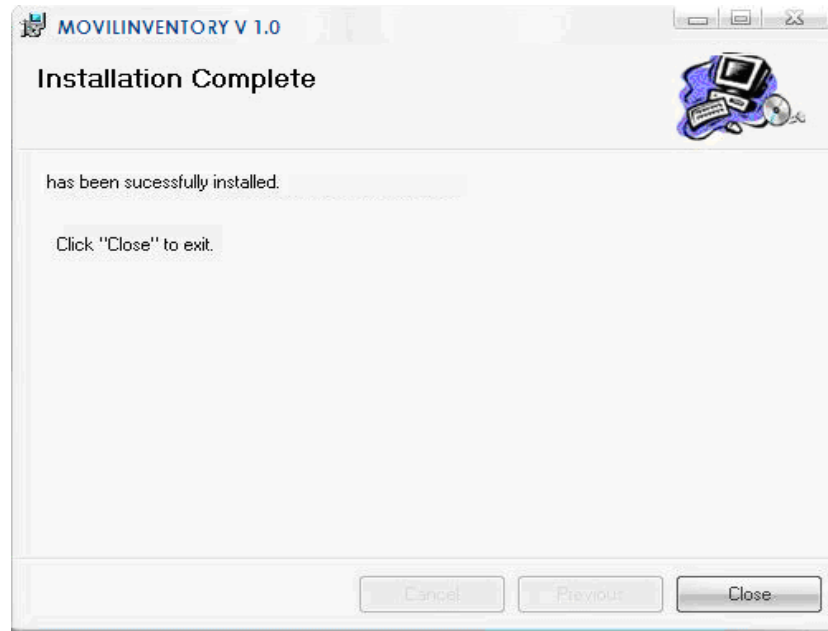 MOVILINVENTORY V 1.0
Installation Complete
has been sucessfully installed.
Click "Close" to exit.
Cancel Previous Close